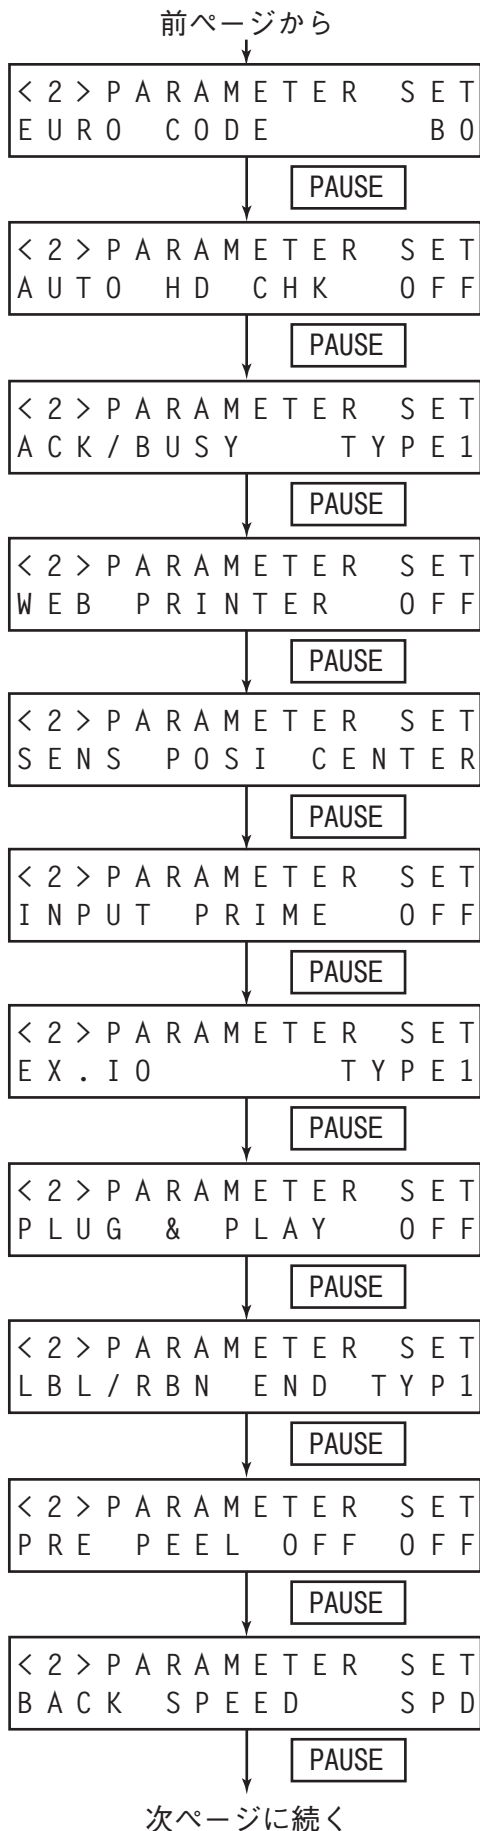 前ページから
<2>PARAMETER SET
EURO CODE B0
PAUSE
<2>PARAMETER SET
AUTO HD CHK OFF
PAUSE
<2>PARAMETER SET
ACK/BUSY TYPE1
PAUSE
<2>PARAMETER SET
WEB PRINTER OFF
PAUSE
<2>PARAMETER SET
SENS POSI CENTER
PAUSE
<2>PARAMETER SET
INPUT PRIME OFF
PAUSE
<2>PARAMETER SET
EX.IO TYPE1
PAUSE
<2>PARAMETER SET
PLUG & PLAY OFF
PAUSE
<2>PARAMETER SET
LBL/RBN END TYP1
PAUSE
<2>PARAMETER SET
PRE PEEL OFF OFF
PAUSE
<2>PARAMETER SET
BACK SPEED SPD
PAUSE
次ページに続く